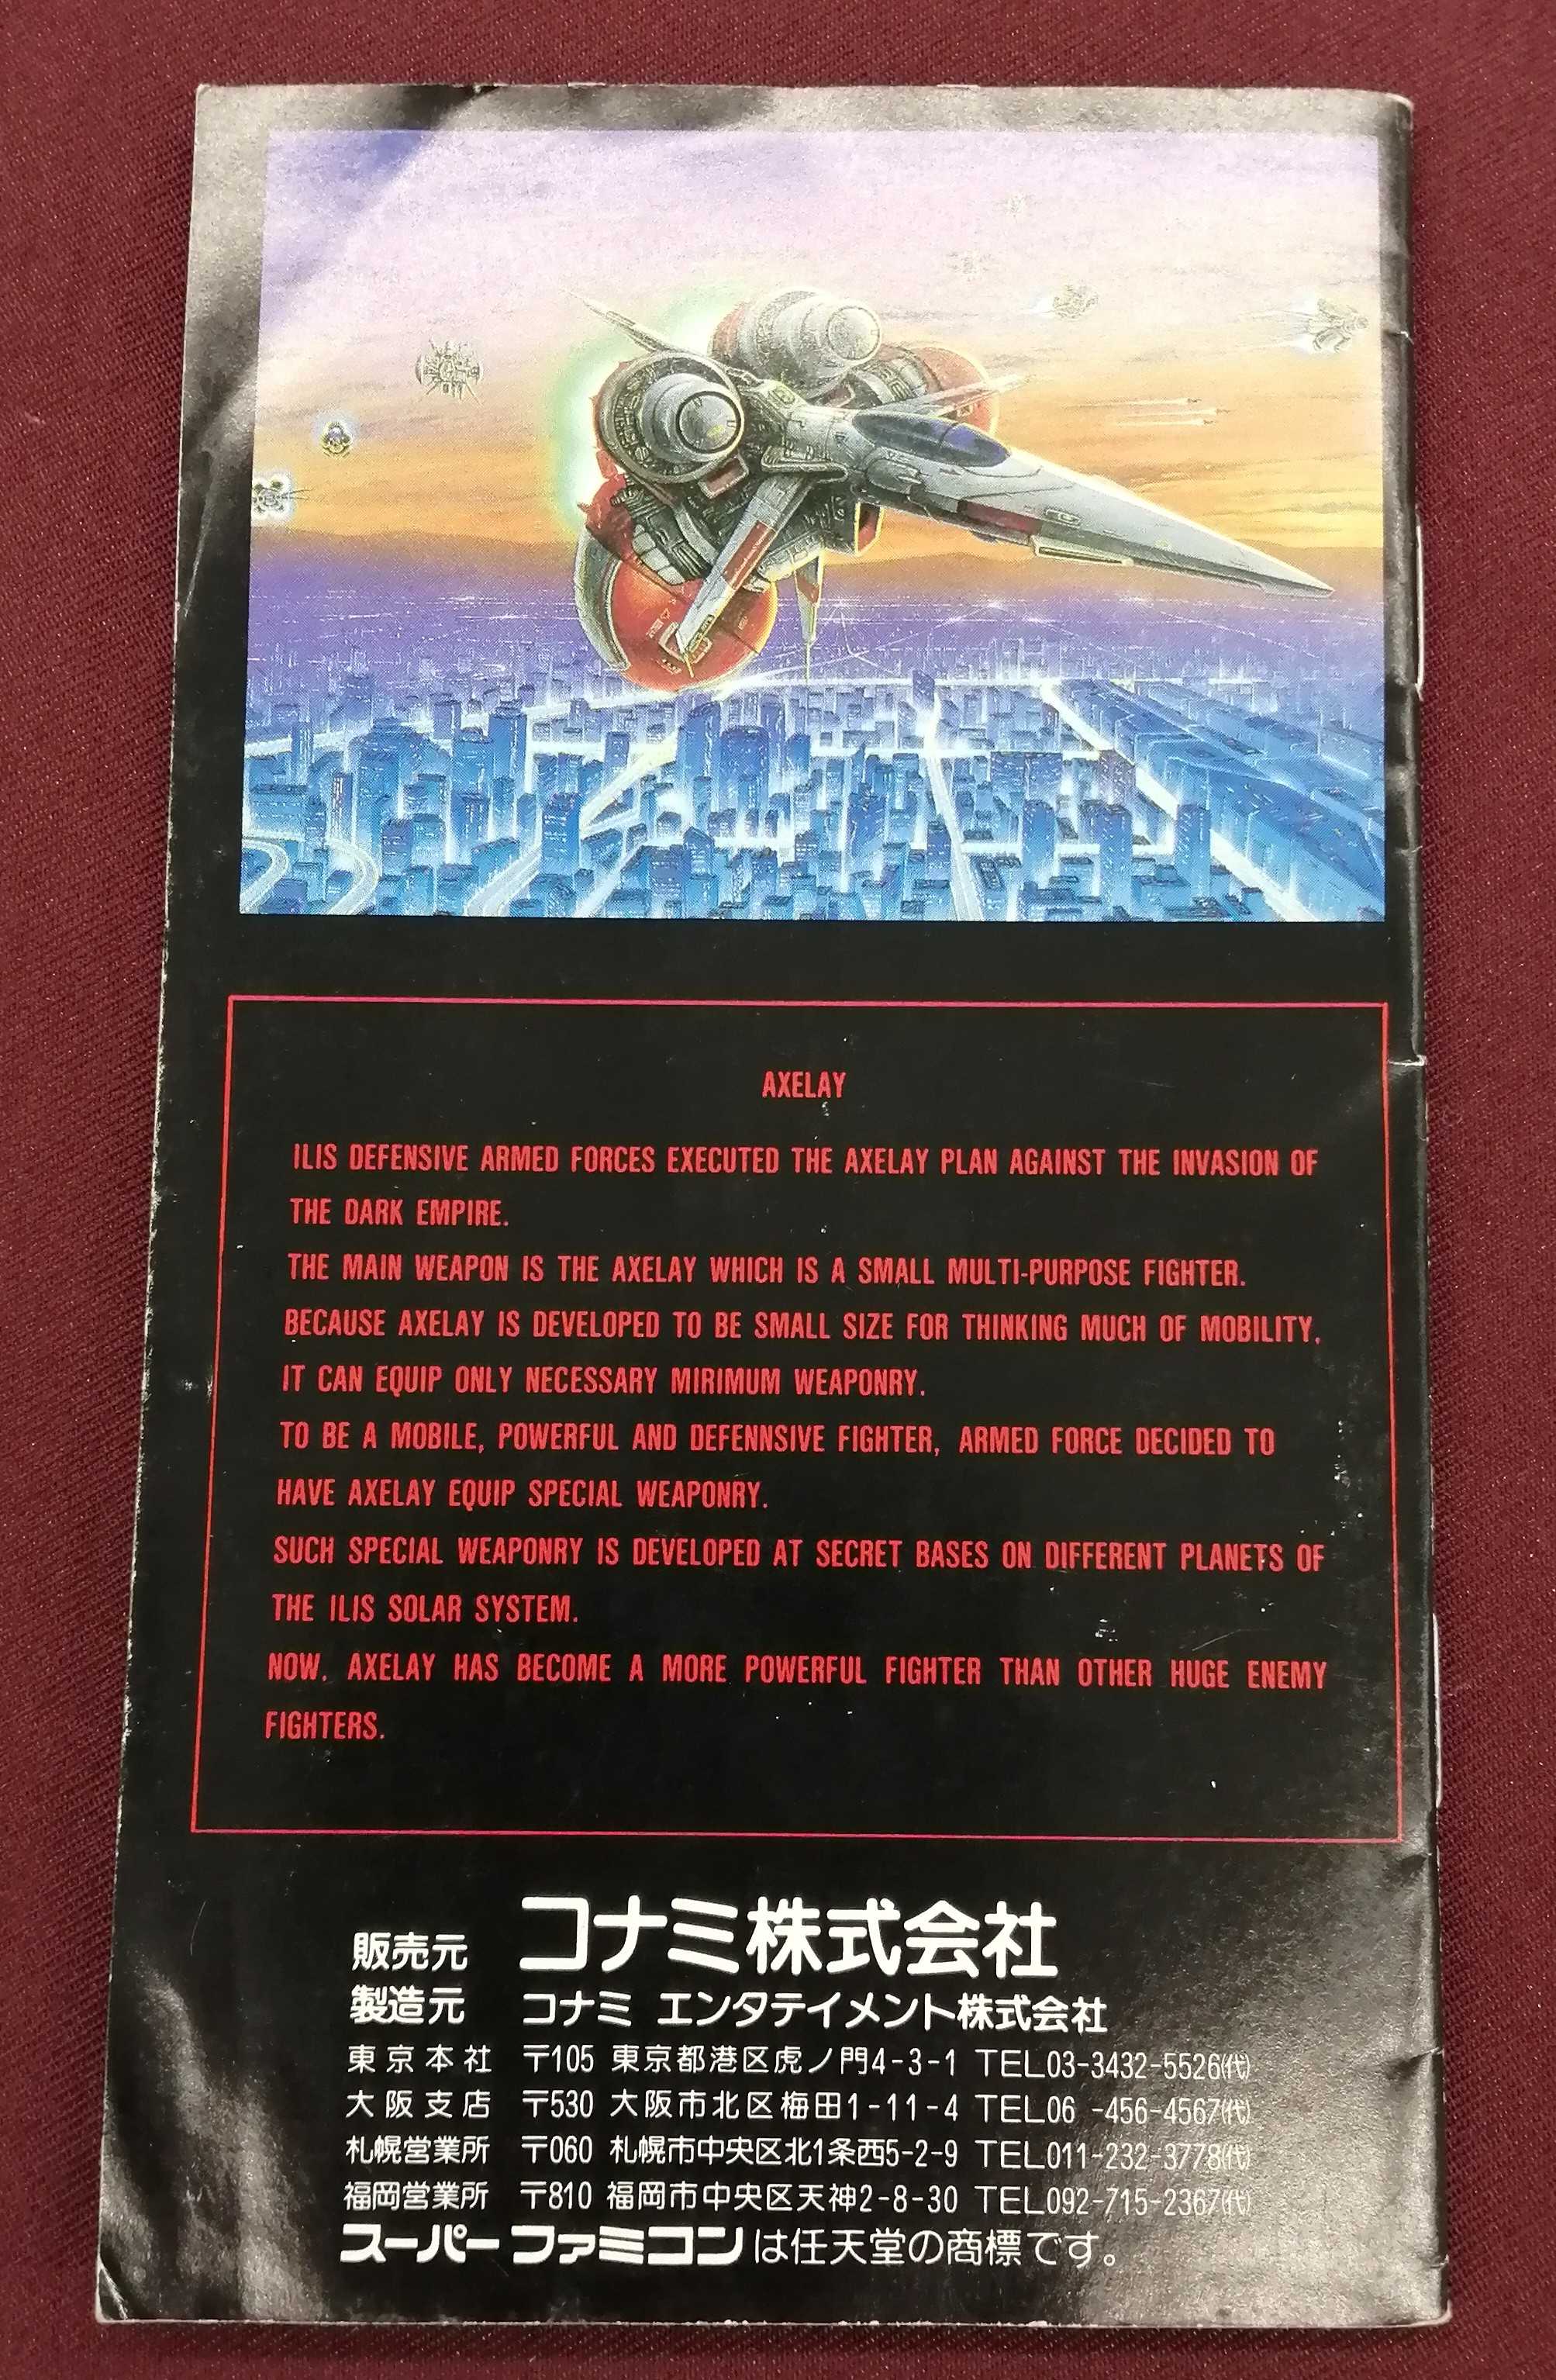 AXELAY
ILIS DEFENSIVE ARMED FORCES EXECUTED THE AXELAY PLAN AGAINST THE INVASION OF
THE DARK EMPIRE.
THE MAIN WEAPON IS THE AXELAY WHICH IS A SMALL MULTI-PURPOSE FIGHTER.
BECAUSE AXELAY IS DEVELOPED TO BE SMALL SIZE FOR THINKING MUCH OF MOBILITY,
IT CAN EQUIP ONLY NECESSARY MIRIMUM WEAPONRY.
TO BE A MOBILE, POWERFUL AND DEFENNSIVE FIGHTER, ARMED FORCE DECIDED TO
HAVE AXELAY EQUIP SPECIAL WEAPONRY.
SUCH SPECIAL WEAPONRY IS DEVELOPED AT SECRET BASES ON DIFFERENT PLANETS OF
THE ILIS SOLAR SYSTEM.
NOW, AXELAY HAS BECOME A MORE POWERFUL FIGHTER THAN OTHER HUGE ENEMY
FIGHTERS.
販売元 コナミ株式会社
製造元 コナミ エンタテイメント株式会社
東京本社 〒105 東京都港区虎ノ門4-3-1 TEL03-3432-5526㈹
大阪支店 〒530 大阪市北区梅田1-11-4 TEL06 -456-4567㈹
札幌営業所 〒060 札幌市中央区北1条西5-2-9 TEL011-232-3778㈹
福岡営業所 〒810 福岡市中央区天神2-8-30 TEL092-715-2367㈹
スーパーファミコンは任天堂の商標です。